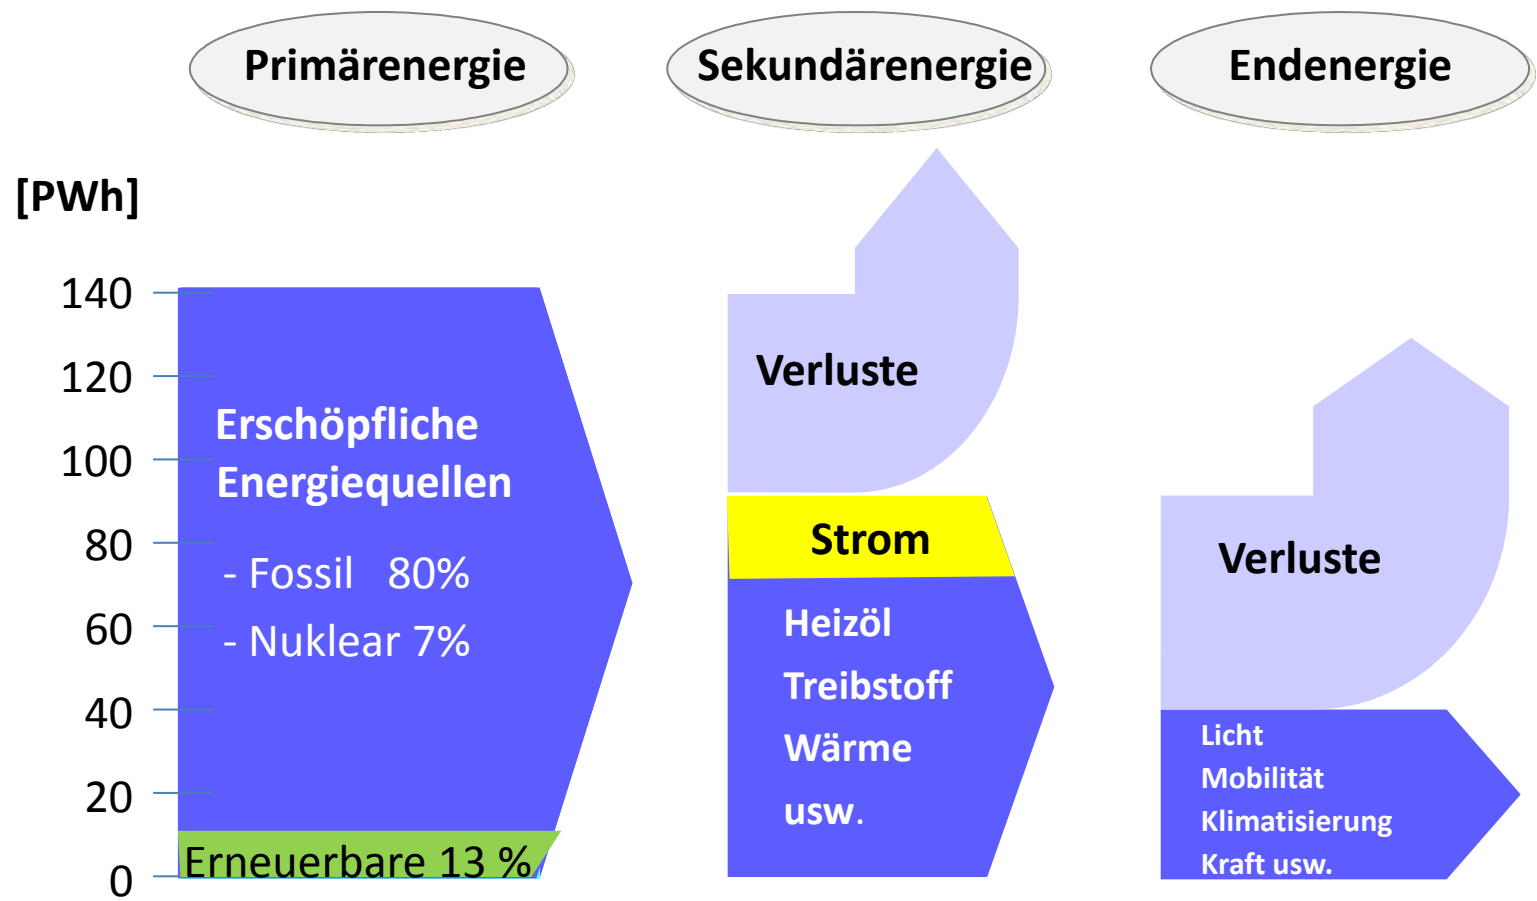 Primärenergie
Sekundärenergie
Endenergie
[PWh]
140
120
100
80
60
40
20
0
Erschöpfliche
Energiequellen
- Fossil 80%
- Nuklear 7%
Erneuerbare 13 %
Verluste
Strom
Heizöl
Treibstoff
Wärme
usw.
Verluste
Licht
Mobilität
Klimatisierung
Kraft usw.